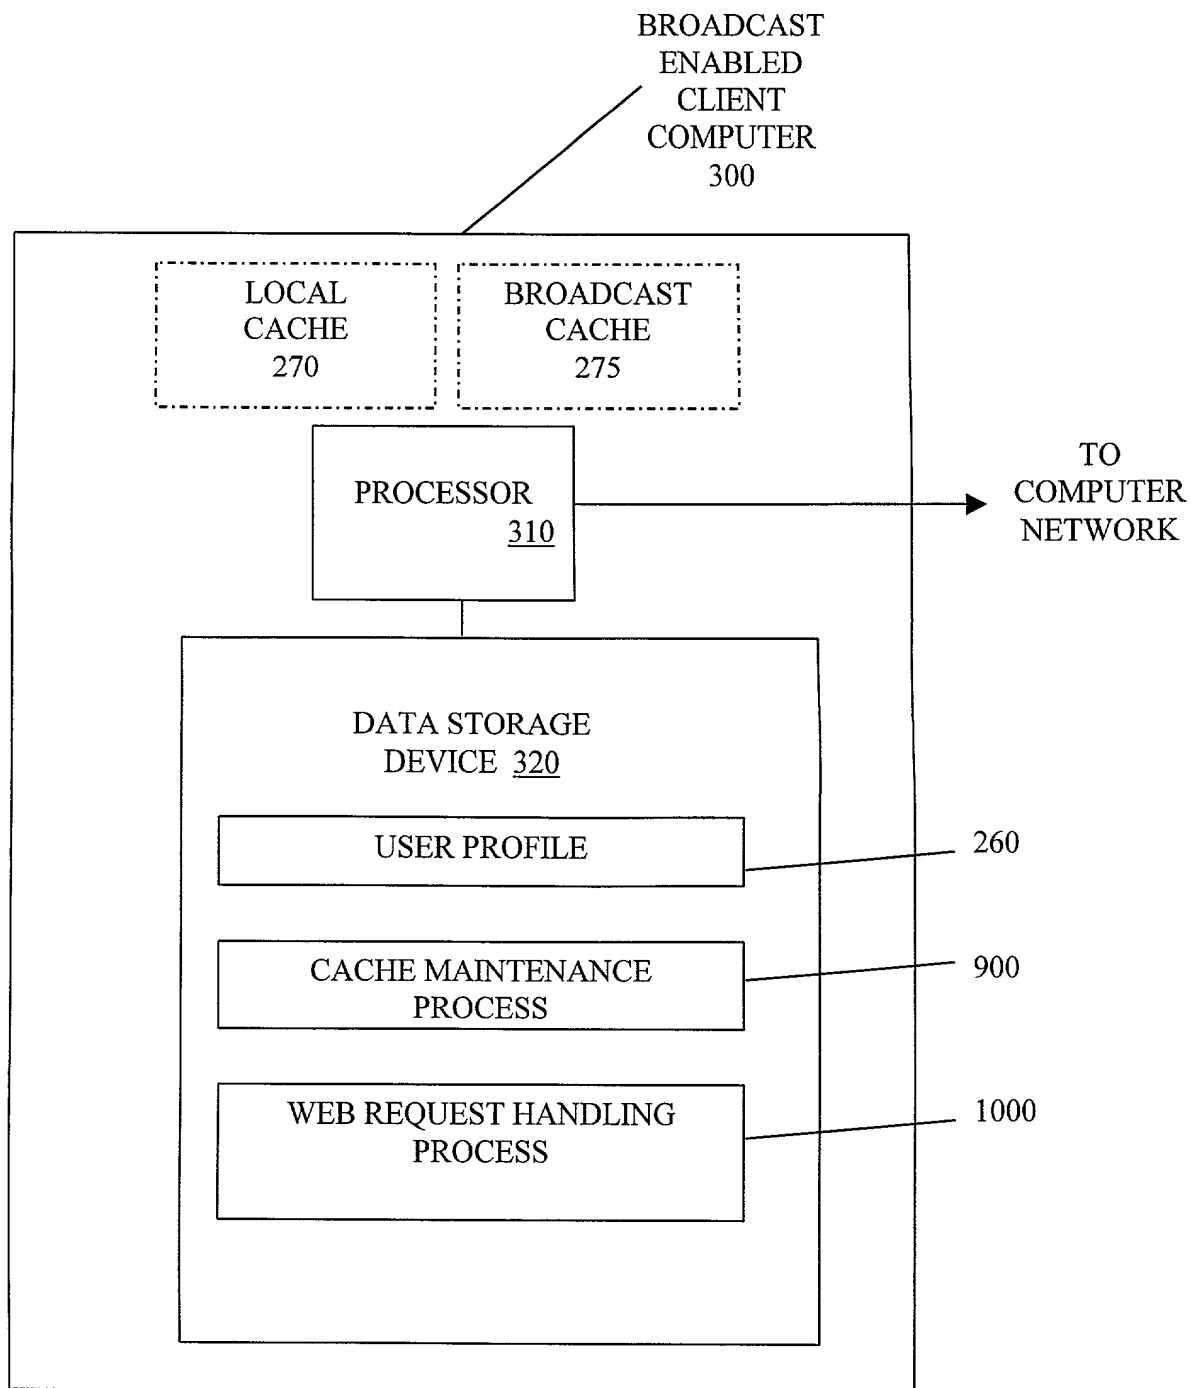 BROADCAST
ENABLED
CLIENT
COMPUTER
300
LOCAL
CACHE
270
BROADCAST
CACHE
275
PROCESSOR
310
TO
COMPUTER
NETWORK
DATA STORAGE
DEVICE 320
USER PROFILE
260
CACHE MAINTENANCE
PROCESS
900
WEB REQUEST HANDLING
PROCESS
1000